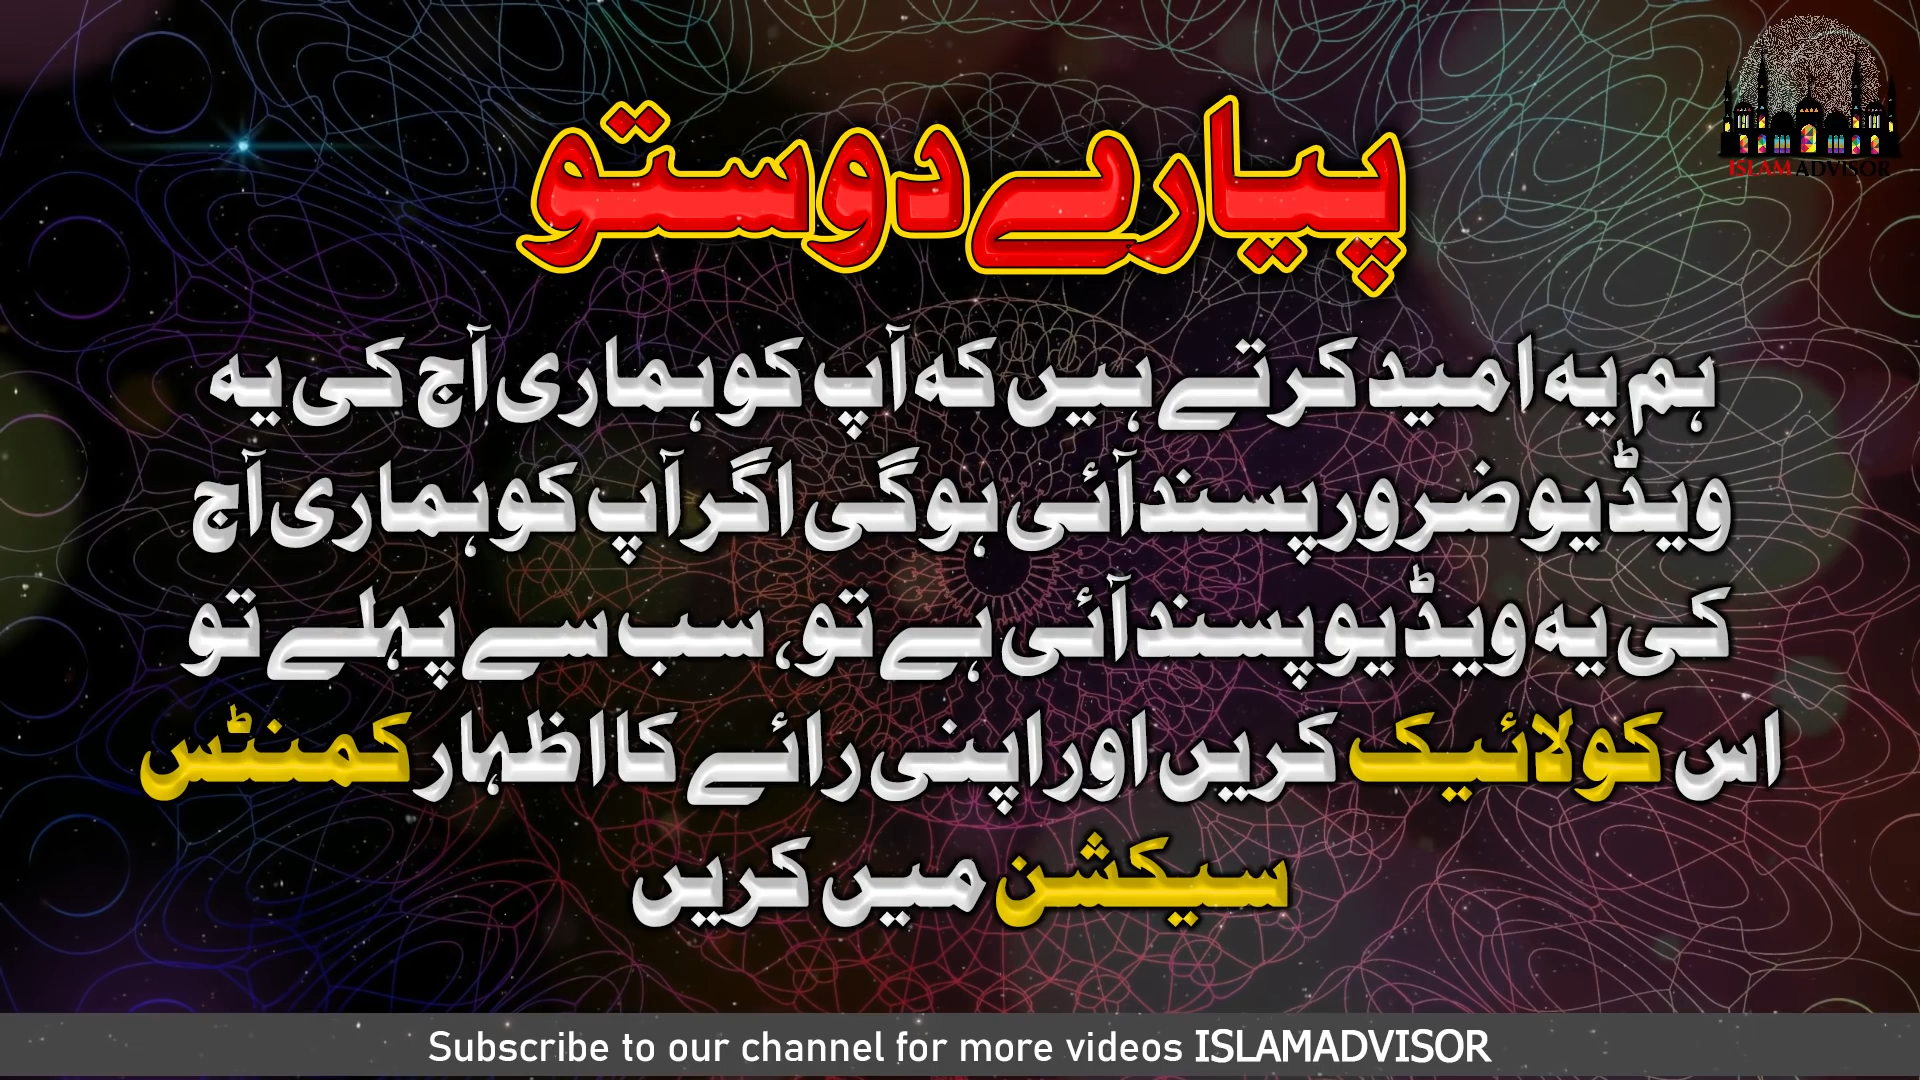 ISLAM ADVISOR
پیارے دوستو
ہم یہ امید کرتے ہیں کہ آپ کو ہماری آج کی یہ
ویڈیو ضرور پسند آئی ہوگی اگر آپ کو ہماری آج
کی یہ ویڈیو پسند آئی ہے تو، سب سے پہلے تو
اس کو لائیک کریں اور اپنی رائے کا اظہار کمنٹس
سیکشن میں کریں
Subscribe to our channel for more videos ISLAMADVISOR